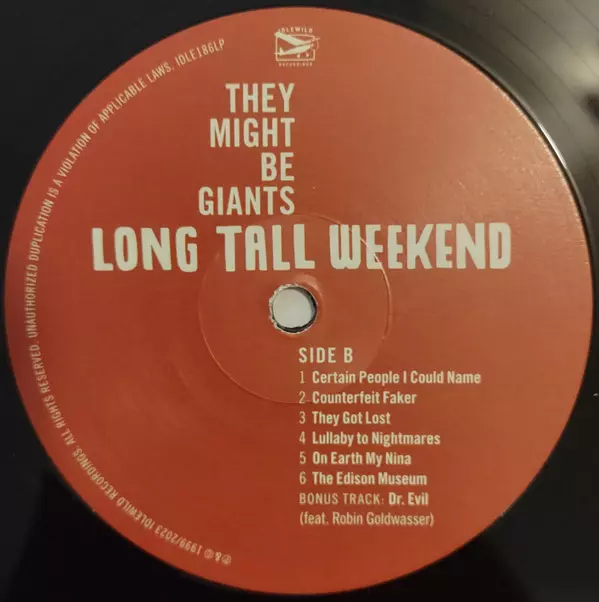 IDLEWILD
RECORDINGS
THEY
MIGHT
BE
GIANTS
LONG TALL WEEKEND
SIDE B
1 Certain People I Could Name
2 Counterfeit Faker
3 They Got Lost
4 Lullaby to Nightmares
5 On Earth My Nina
6 The Edison Museum
BONUS TRACK: Dr. Evil
(feat. Robin Goldwasser)
℗ & © 1999/2023 IDLEWILD RECORDINGS. ALL RIGHTS RESERVED. UNAUTHORIZED DUPLICATION IS A VIOLATION OF APPLICABLE LAWS. IDLE186LP